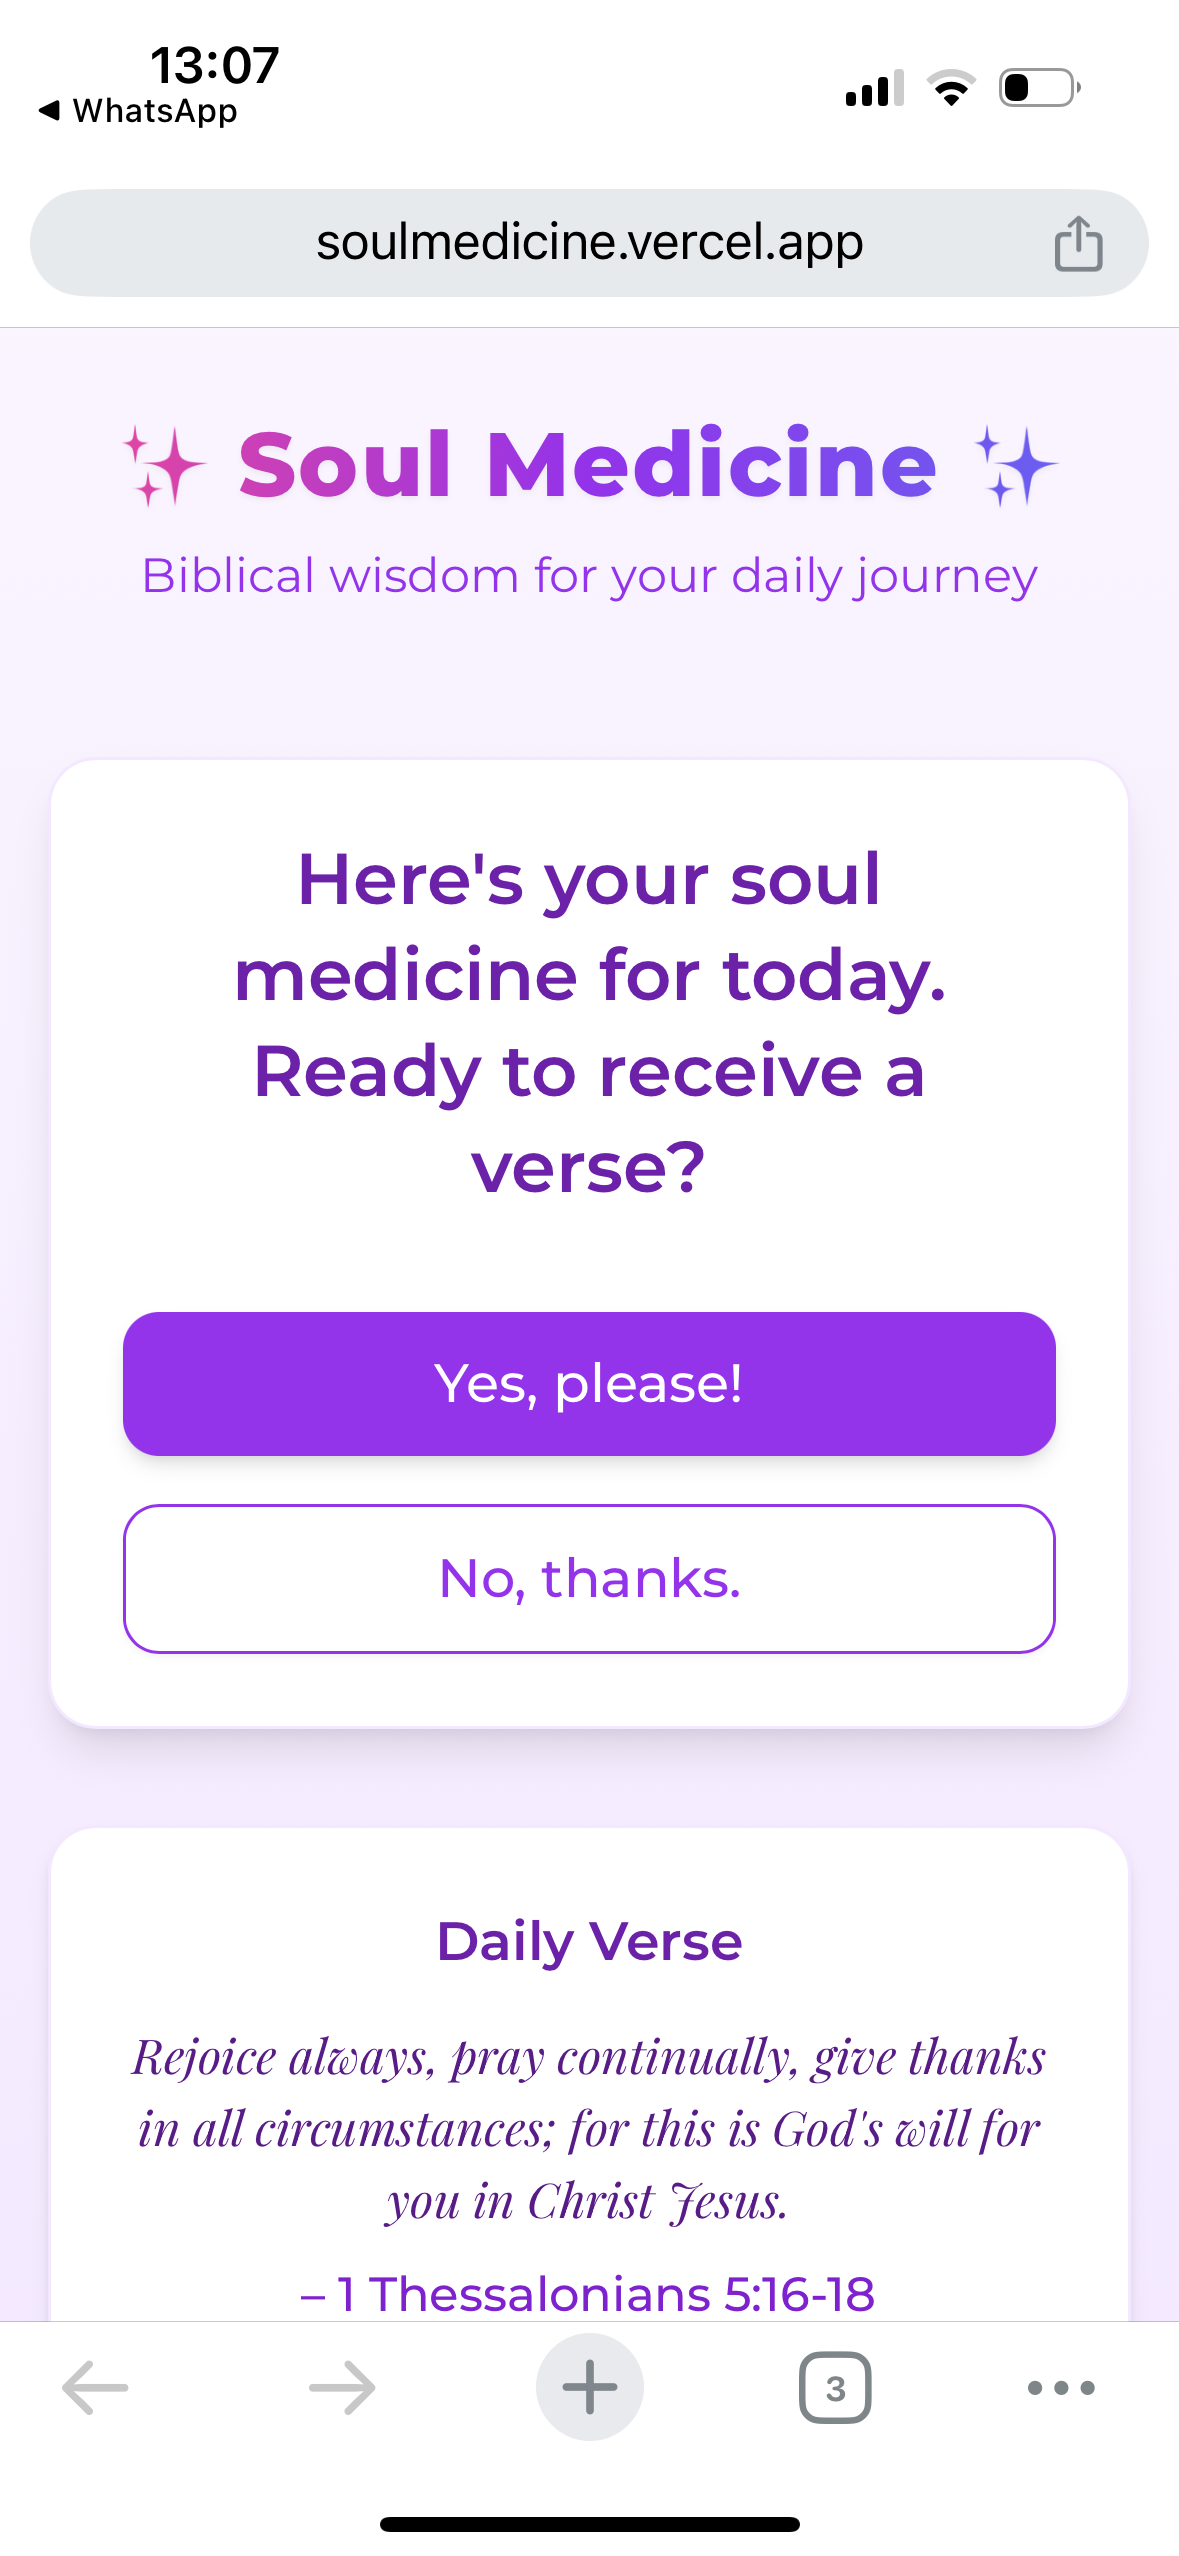 13:07
WhatsApp
soulmedicine.vercel.app
✨ Soul Medicine ✨
Biblical wisdom for your daily journey
Here's your soul
medicine for today.
Ready to receive a
verse?
Yes, please!
No, thanks.
Daily Verse
Rejoice always, pray continually, give thanks
in all circumstances; for this is God's will for
you in Christ Jesus.
– 1 Thessalonians 5:16-18
3